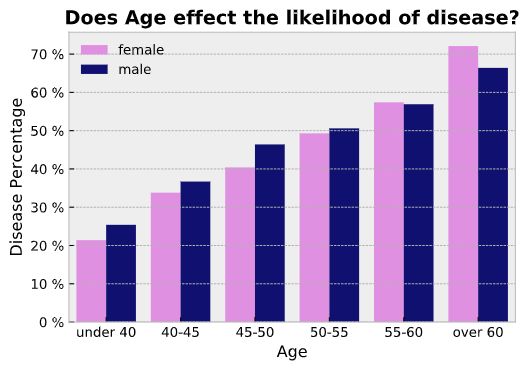 Does Age effect the likelihood of disease?
female
male
70 %
60 %
50 %
40 %
30 %
20 %
10 %
0 %
Disease Percentage
under 40 40-45 45-50 50-55 55-60 over 60
Age